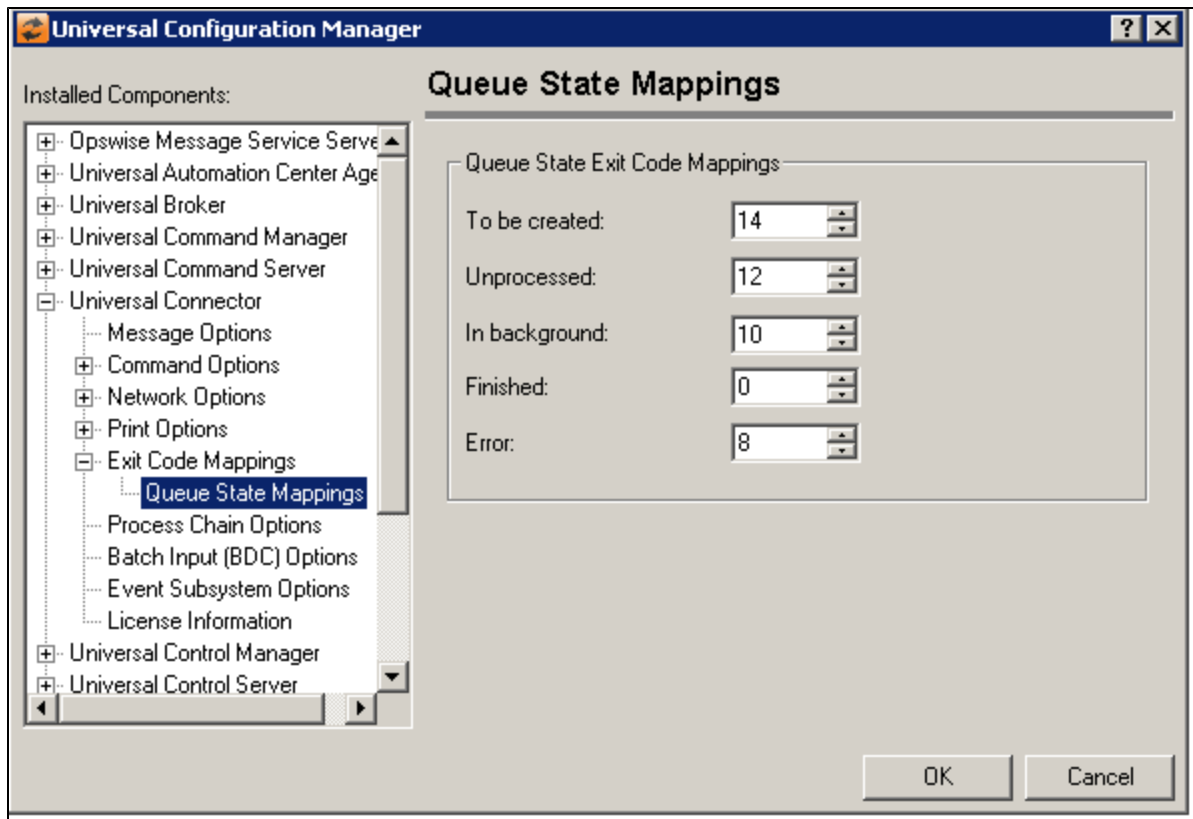 Universal Configuration Manager
Installed Components:
Opswise Message Service Serve
Universal Automation Center Age
Universal Broker
Universal Command Manager
Universal Command Server
Universal Connector
Message Options
Command Options
Network Options
Print Options
Exit Code Mappings
Queue State Mappings
Process Chain Options
Batch Input (BDC) Options
Event Subsystem Options
License Information
Universal Control Manager
Universal Control Server
Queue State Mappings
Queue State Exit Code Mappings
To be created: 14
Unprocessed: 12
In background: 10
Finished: 0
Error: 8
OK
Cancel